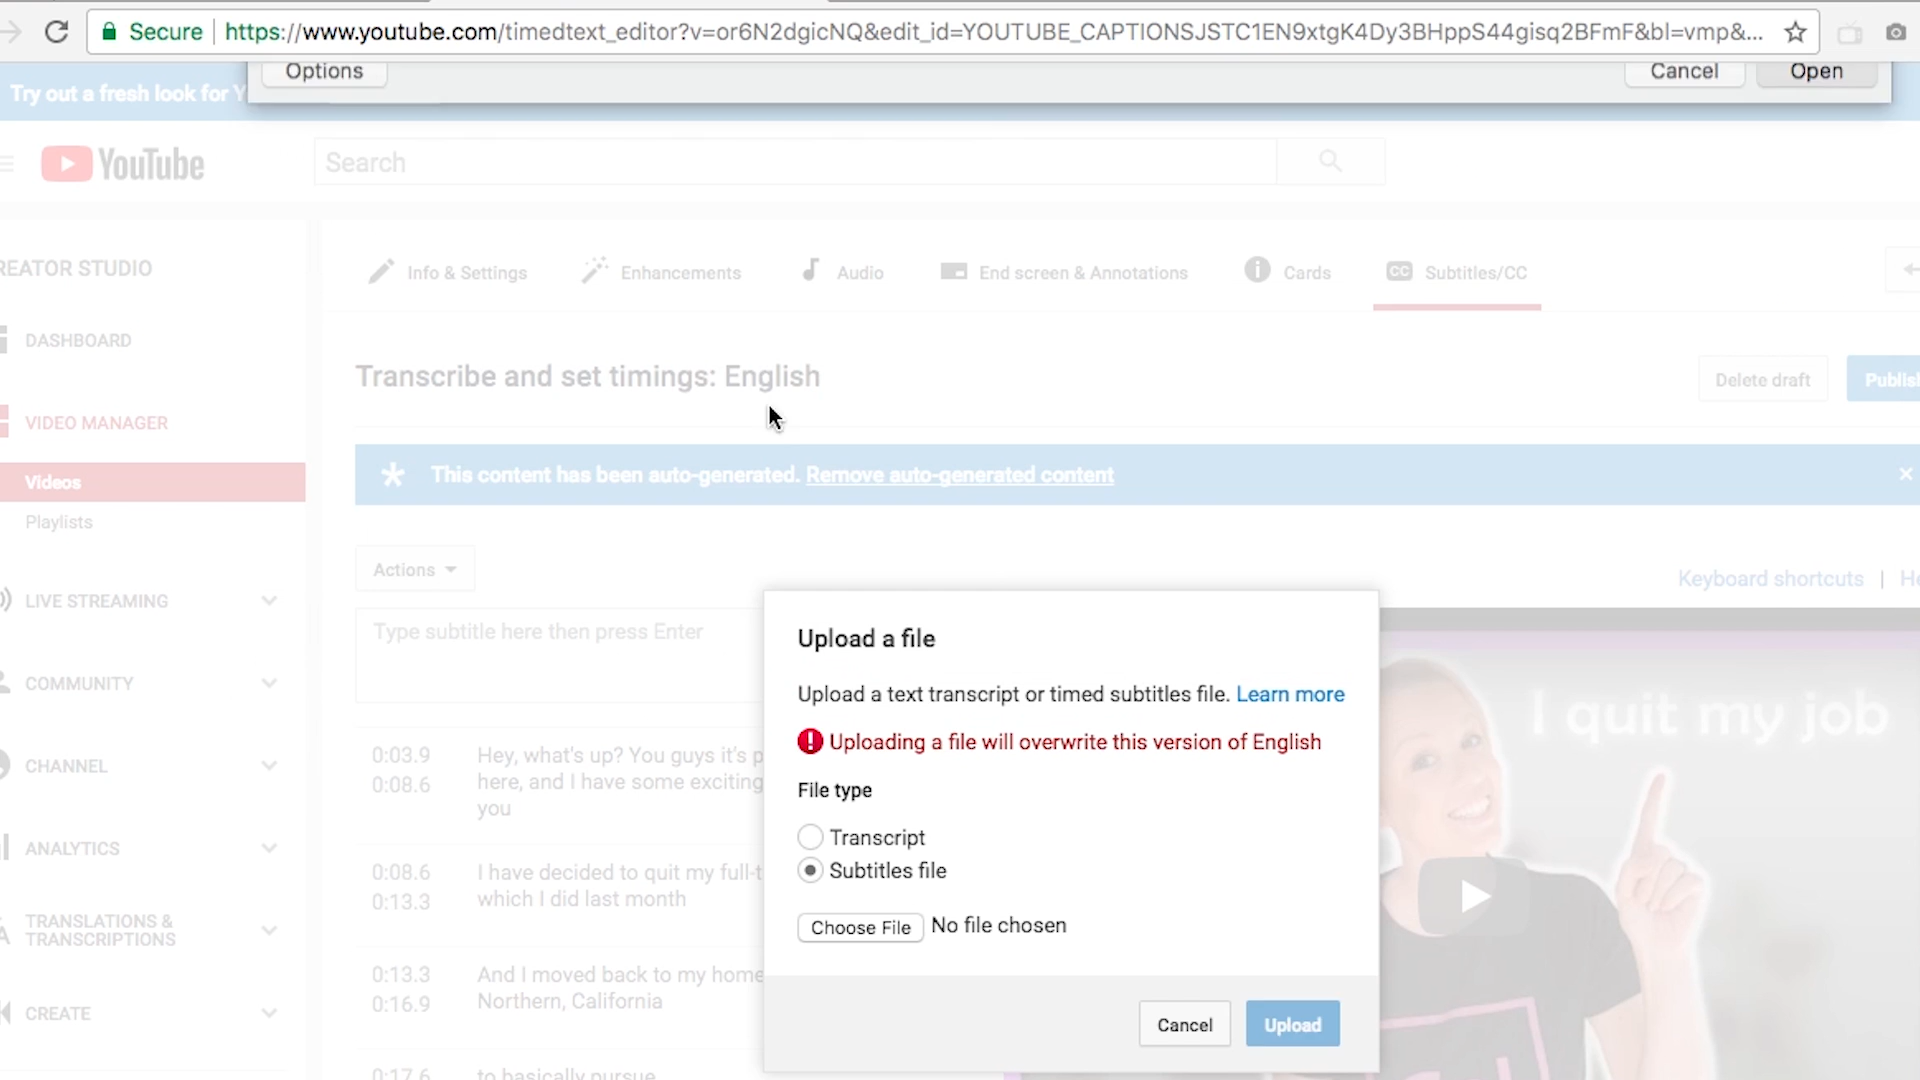 Secure
https://www.youtube.com/timedtext_editor?v=or6N2dgicNQ&edit_id=YOUTUBE_CAPTIONSJSTC1EN9xtgK4Dy3BHppS44gisq2BFmF&bl=vmp&...
Options
Cancel
Open
Try out a fresh look for Y
YouTube
Search
REATOR STUDIO
Info & Settings
Enhancements
Audio
End screen & Annotations
Cards
CC Subtitles/CC
DASHBOARD
Transcribe and set timings: English
Delete draft
Publish
VIDEO MANAGER
This content has been auto-generated. Remove auto-generated content
Videos
Playlists
Actions
Keyboard shortcuts | He
LIVE STREAMING
Type subtitle here then press Enter
COMMUNITY
CHANNEL
ANALYTICS
TRANSLATIONS &
TRANSCRIPTIONS
CREATE
0:03.9
0:08.6
Hey, what's up? You guys it's p
here, and I have some exciting
you
0:08.6
0:13.3
I have decided to quit my full-t
which I did last month
0:13.3
0:16.9
And I moved back to my home
Northern, California
0:17.6
to basically pursue
Upload a file
Upload a text transcript or timed subtitles file. Learn more
Uploading a file will overwrite this version of English
File type
Transcript
Subtitles file
Choose File No file chosen
Cancel
Upload
I quit my job